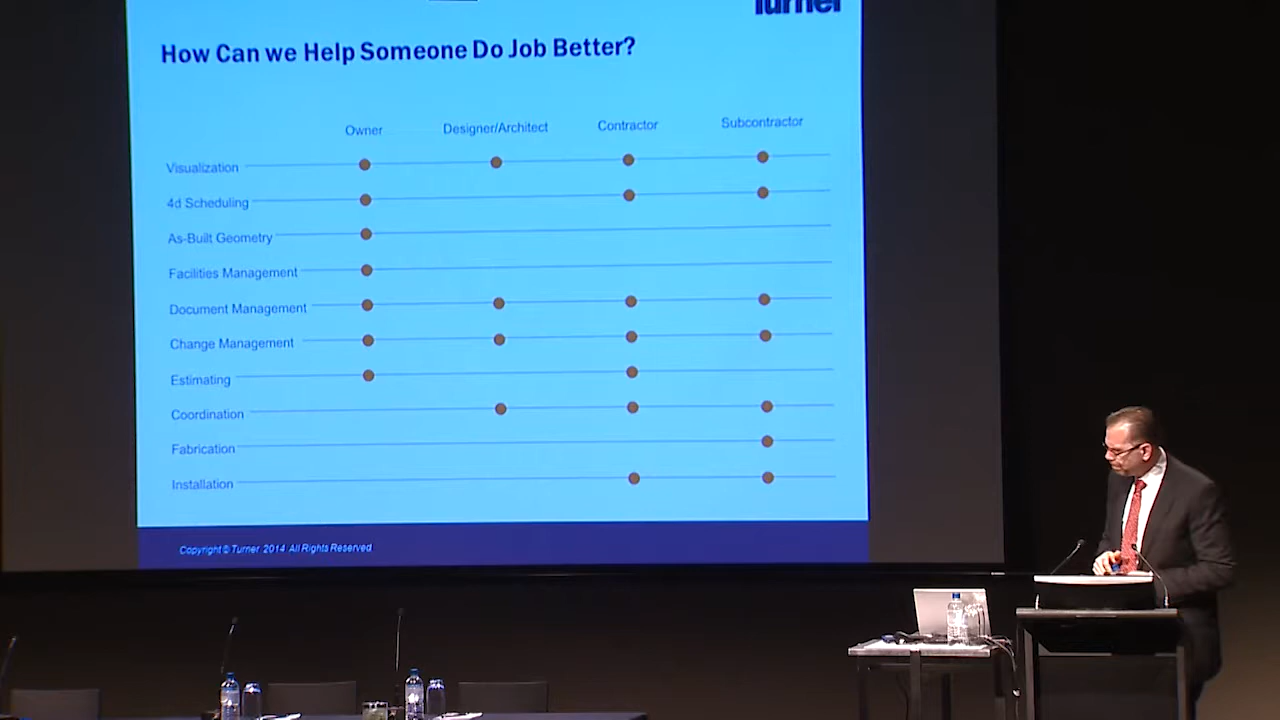 Turner
How Can we Help Someone Do Job Better?
Owner Designer/Architect Contractor Subcontractor
Visualization
4d Scheduling
As-Built Geometry
Facilities Management
Document Management
Change Management
Estimating
Coordination
Fabrication
Installation
Copyright © Turner 2014 All Rights Reserved